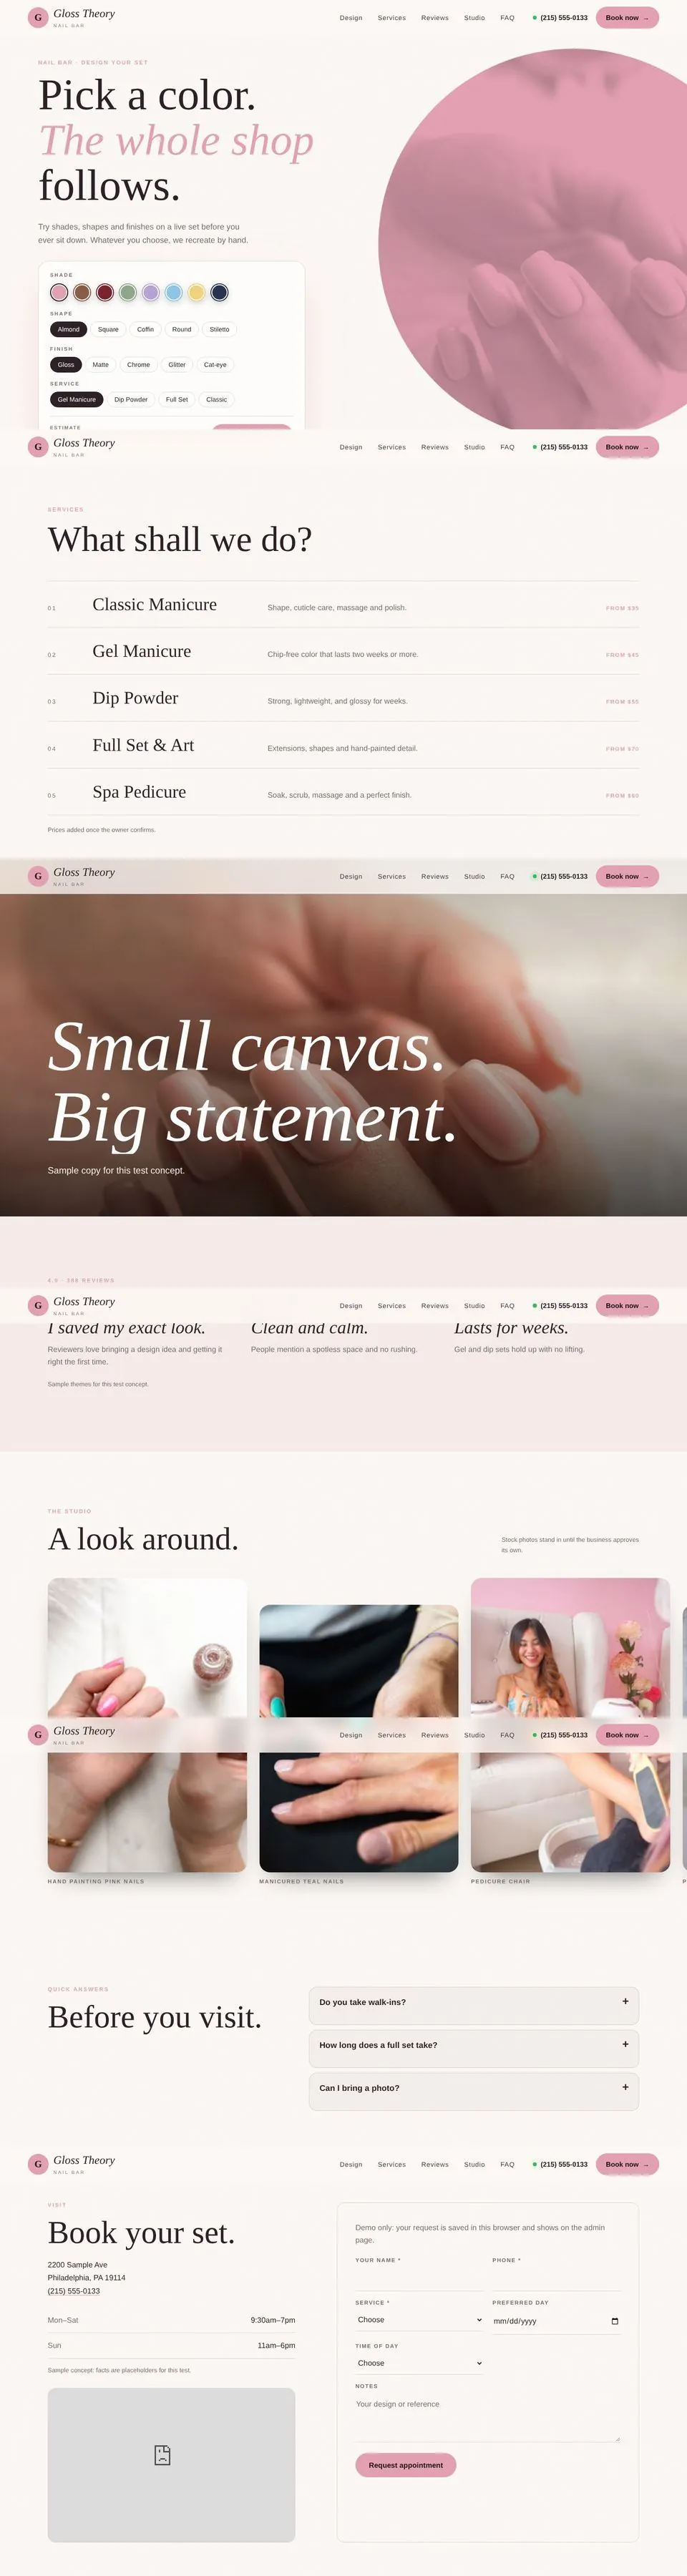 G Gloss Theory
NAIL BAR
Design Services Reviews Studio FAQ (215) 555-0133 Book now →
NAIL BAR · DESIGN YOUR SET
Pick a color.
The whole shop
follows.
Try shades, shapes and finishes on a live set before you
ever sit down. Whatever you choose, we recreate by hand.
SHADE
SHAPE
Almond Square Coffin Round Stiletto
FINISH
Gloss Matte Chrome Glitter Cat-eye
SERVICE
Gel Manicure Dip Powder Full Set Classic
ESTIMATE
G Gloss Theory
NAIL BAR
Design Services Reviews Studio FAQ (215) 555-0133 Book now →
SERVICES
What shall we do?
01 Classic Manicure Shape, cuticle care, massage and polish. FROM $35
02 Gel Manicure Chip-free color that lasts two weeks or more. FROM $45
03 Dip Powder Strong, lightweight, and glossy for weeks. FROM
04 Full Set & Art Extensions, shapes and hand-painted detail. FROM $70
05 Spa Pedicure Soak, scrub, massage and a perfect finish. FROM
Prices added once the owner confirms.
G Gloss Theory
NAIL BAR
Design Services Reviews Studio FAQ (215) 555-0133 Book now →
Small canvas.
Big statement.
Sample copy for this test concept.
REVIEWS
G Gloss Theory
NAIL BAR
Design Services Reviews Studio FAQ (215) 555-0133 Book now →
I saved my exact look. Clean and calm. Lasts for weeks.
Reviewers love bringing a design idea and getting it
right the first time.
People mention a spotless space and no rushing.
Gel and dip sets hold up with no lifting.
Sample themes for this test concept.
THE STUDIO
A look around.
Stock photos stand in until the business approves
its own.
G Gloss Theory
NAIL BAR
Design Services Reviews Studio FAQ (215) 555-0133 Book now →
HAND PAINTING PINK NAILS MANICURED TEAL NAILS PEDICURE CHAIR P
QUICK ANSWERS
Before you visit.
Do you take walk-ins? +
How long does a full set take? +
Can I bring a photo? +
G Gloss Theory
NAIL BAR
Design Services Reviews Studio FAQ (215) 555-0133 Book now →
VISIT
Book your set.
2200 Sample Ave
Philadelphia, PA 19114
(215) 555-0133
Mon–Sat 9:30am–7pm
Sun 11am–6pm
Sample concept: facts are placeholders for this test.
Demo only: your request is saved in this browser and shows on the admin
page.
YOUR NAME * PHONE *
SERVICE * PREFERRED DAY
Choose mm/dd/yyyy
TIME OF DAY
Choose
NOTES
Your design or reference
Request appointment